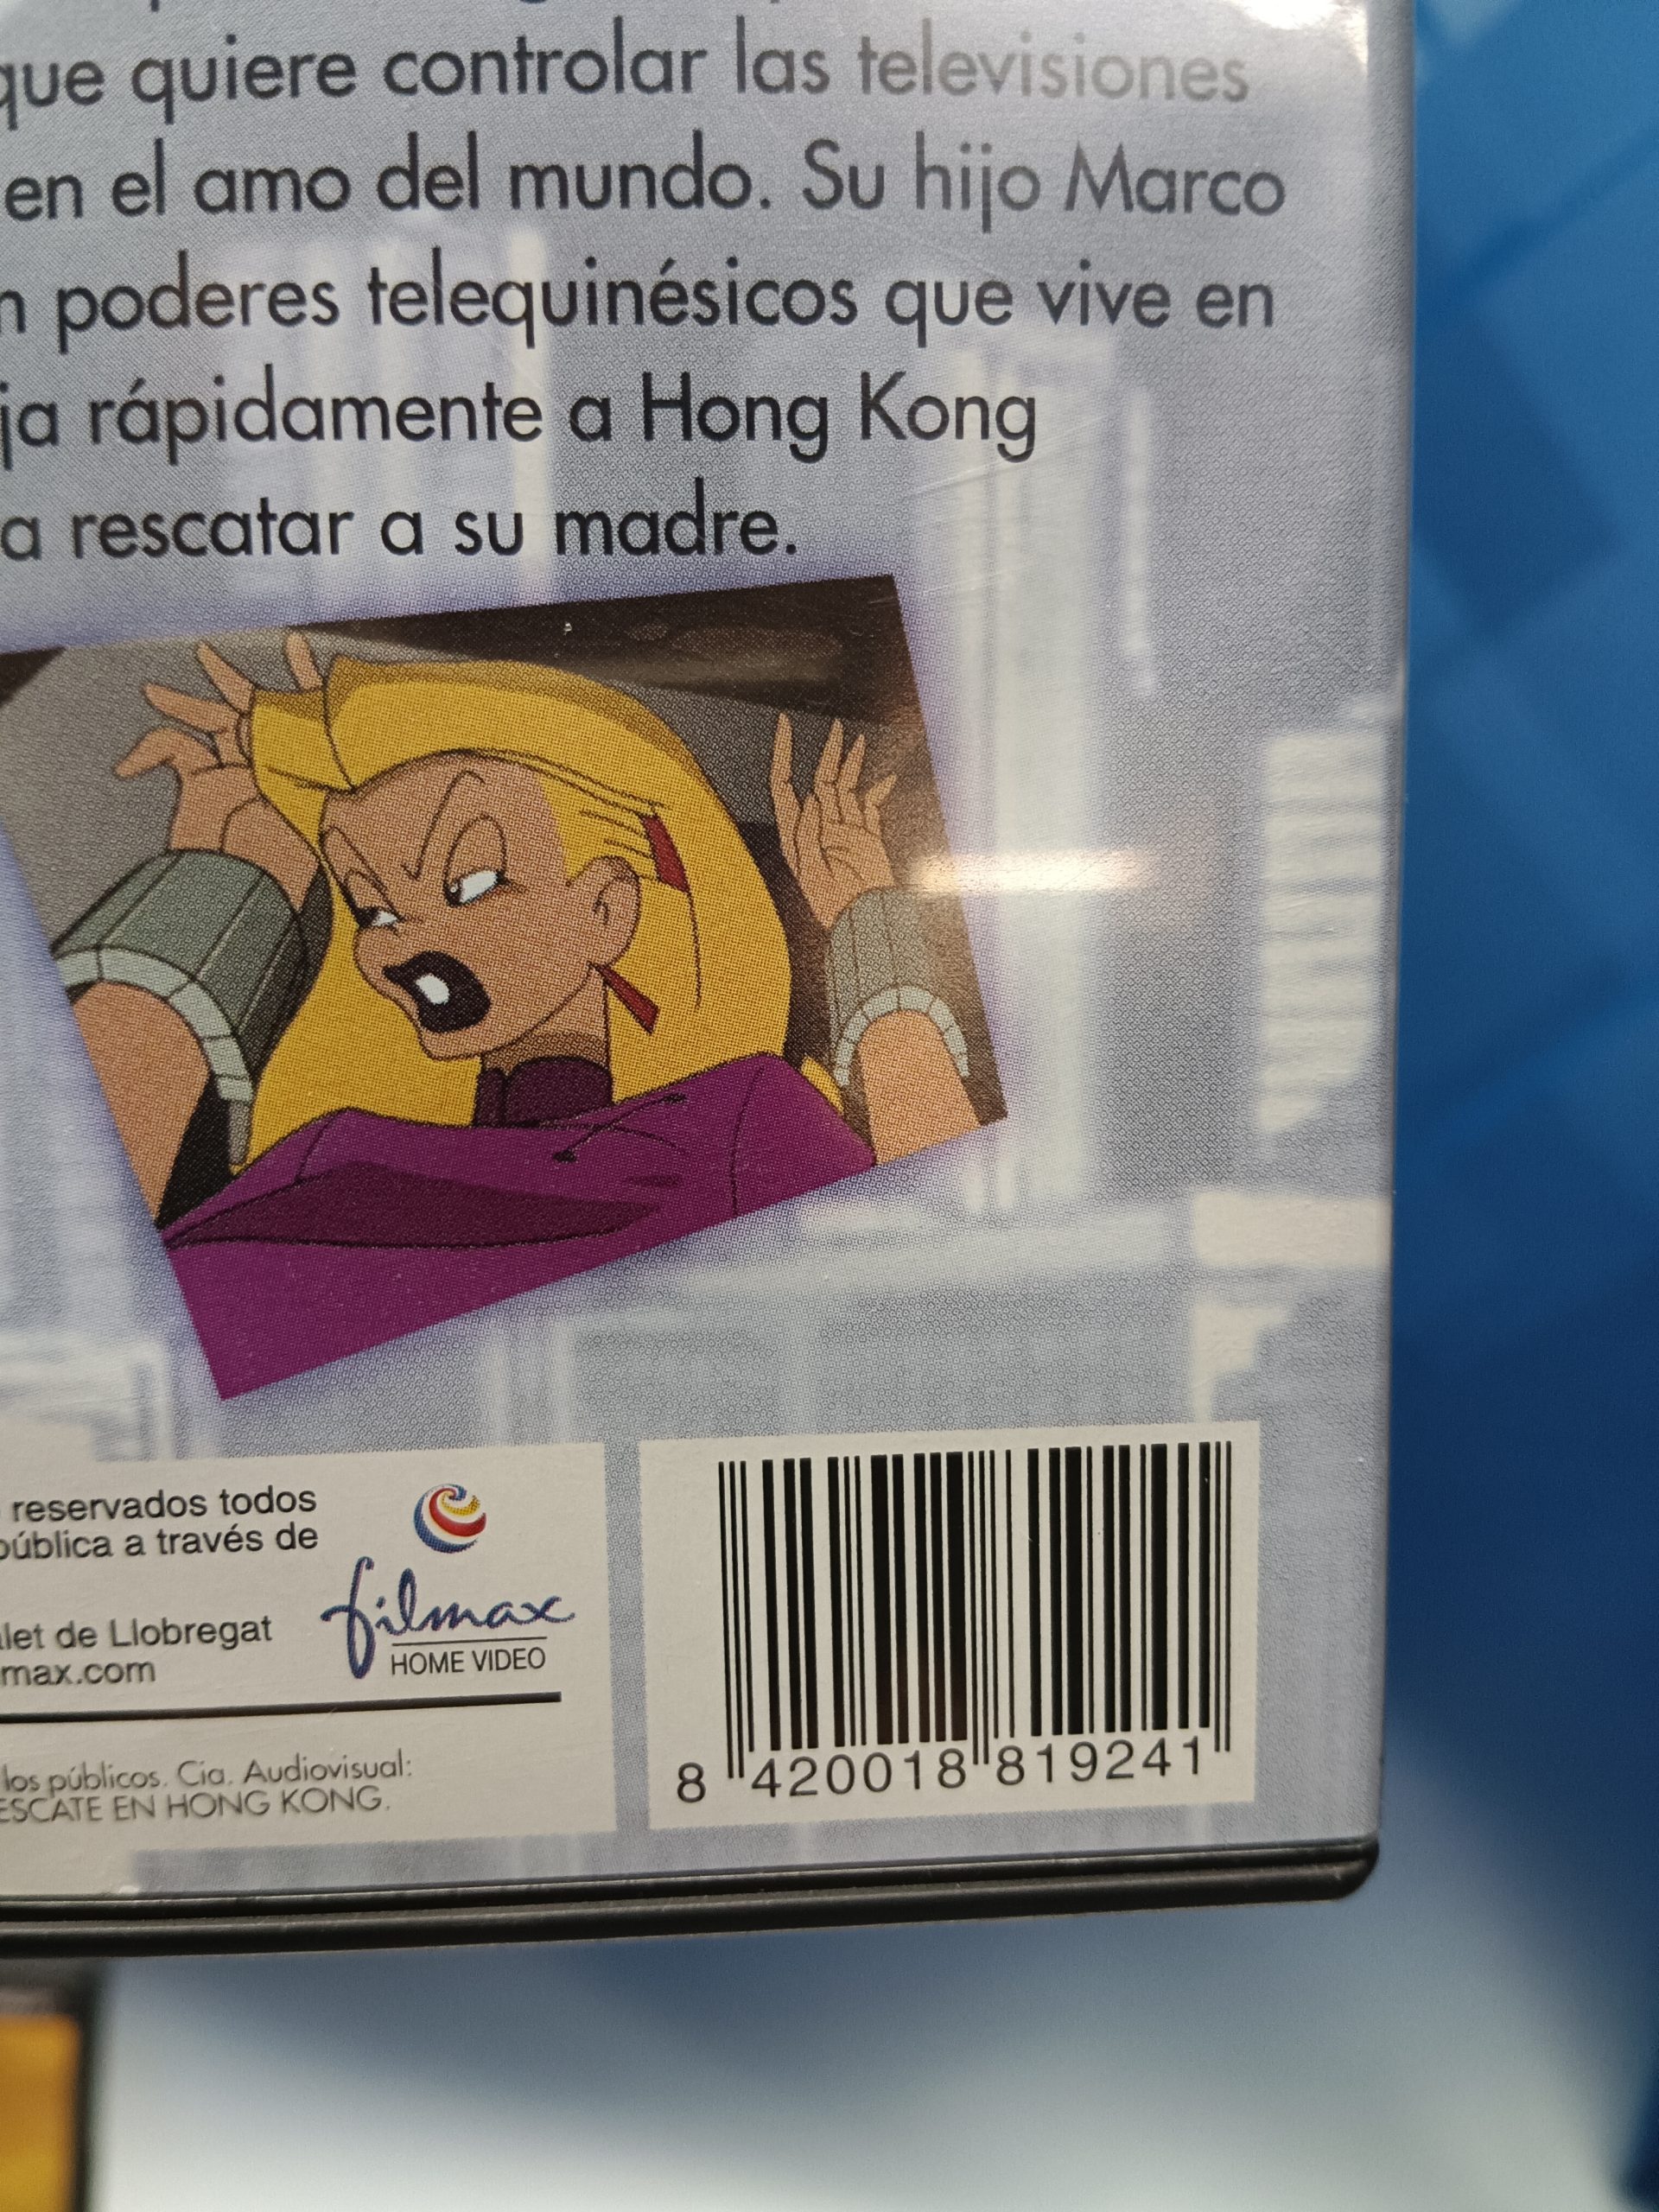 que quiere controlar las televisiones
en el amo del mundo. Su hijo Marco
poderes telequinésicos que vive en
ja rápidamente a Hong Kong
a rescatar a su madre.
reservados todos
pública a través de
let de Llobregat
max.com
filmax
HOME VIDEO
los públicos. Cia. Audiovisual:
ESCATE EN HONG KONG.
8 420018 819241